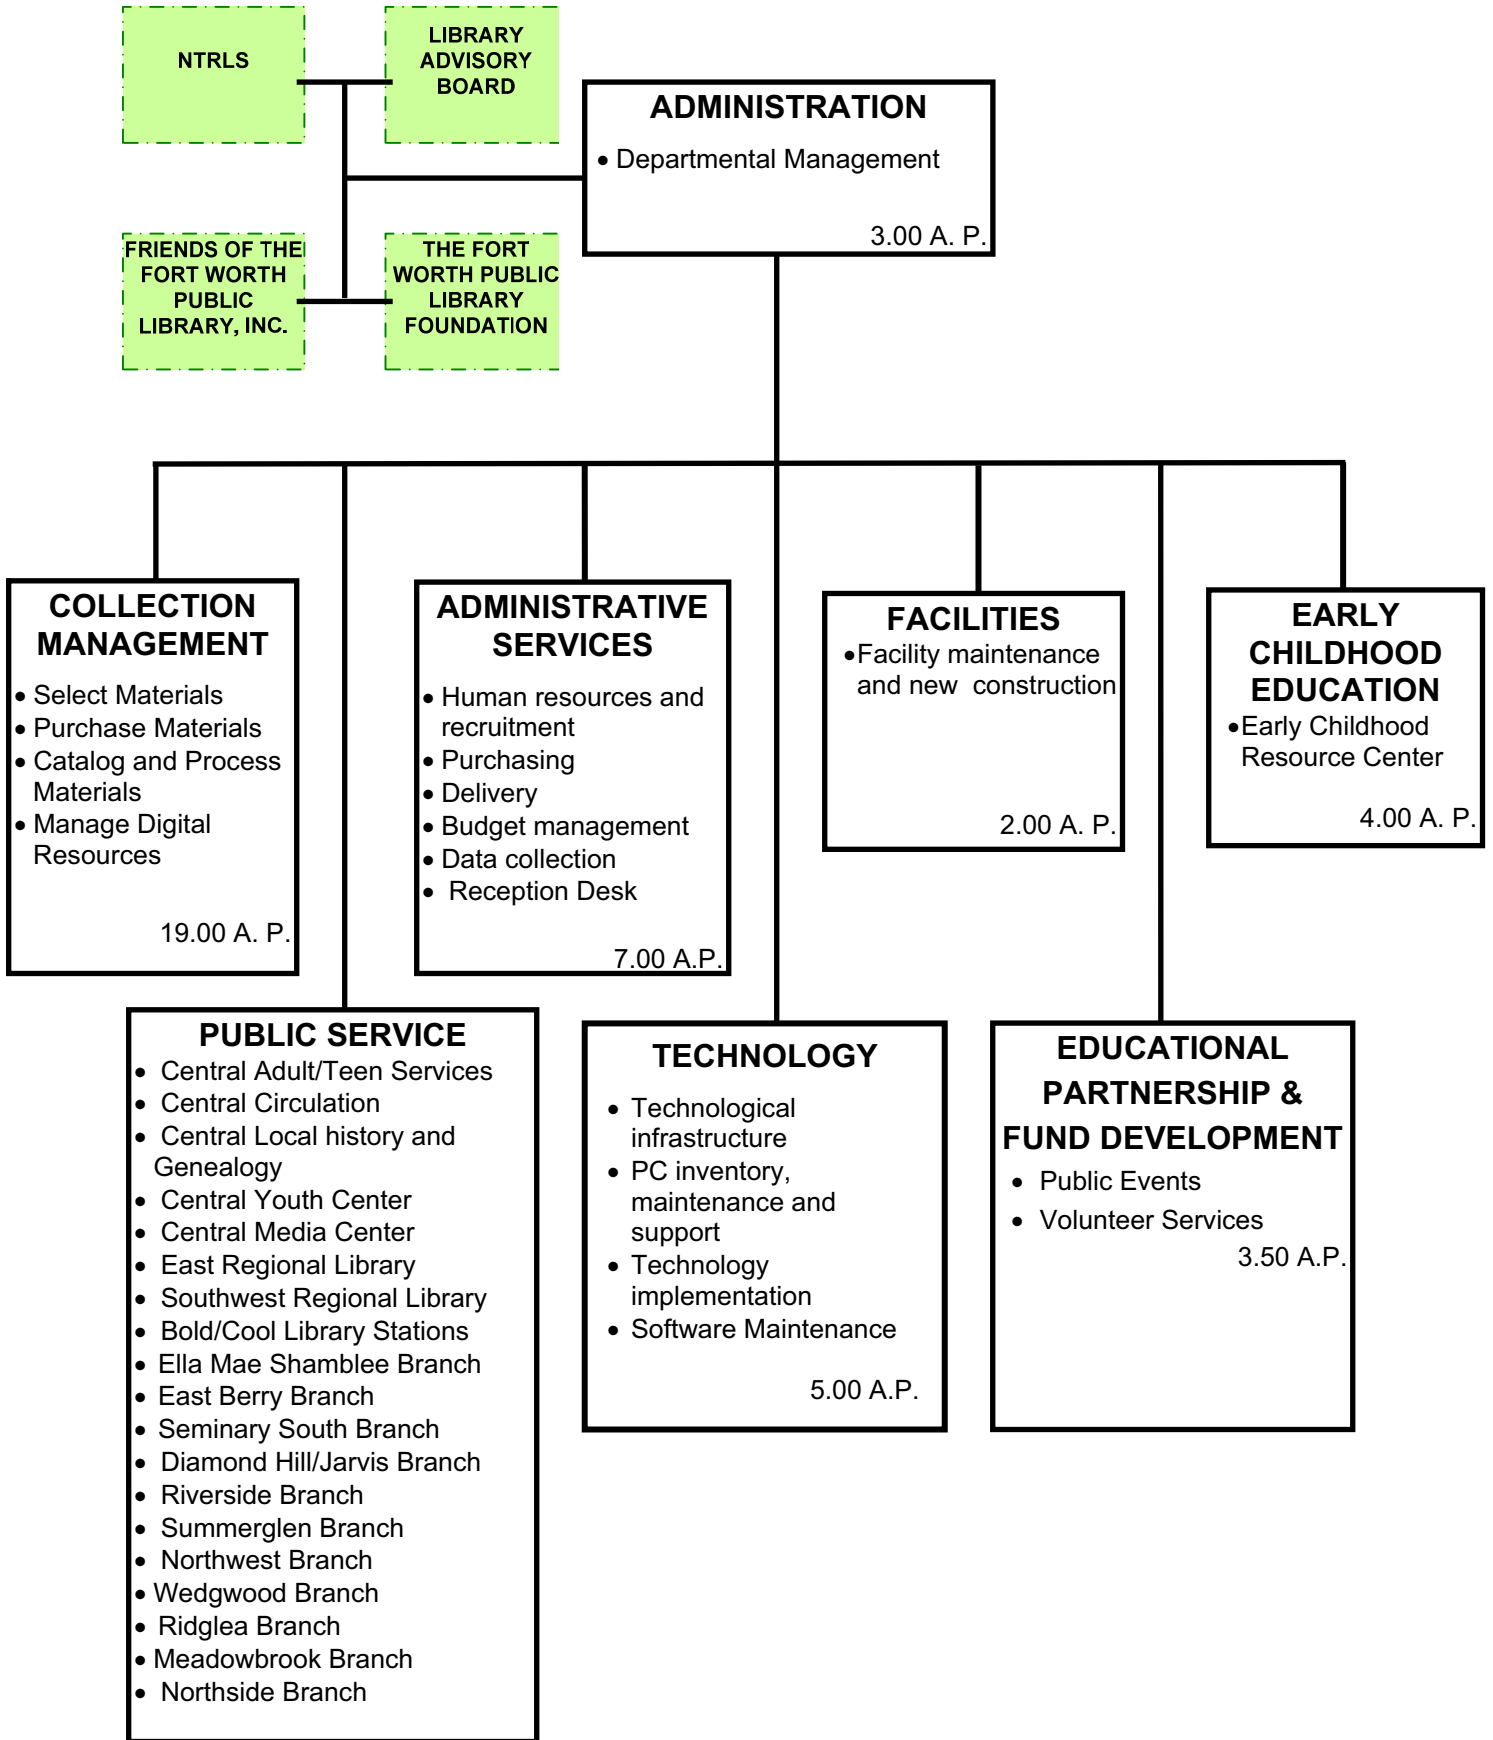 NTRLS
LIBRARY
ADVISORY
BOARD
ADMINISTRATION
• Departmental Management
3.00 A. P.
FRIENDS OF THE
FORT WORTH
PUBLIC
LIBRARY, INC.
THE FORT
WORTH PUBLIC
LIBRARY
FOUNDATION
COLLECTION
MANAGEMENT
• Select Materials
• Purchase Materials
• Catalog and Process
Materials
• Manage Digital
Resources
19.00 A. P.
ADMINISTRATIVE
SERVICES
• Human resources and
recruitment
• Purchasing
• Delivery
• Budget management
• Data collection
• Reception Desk
7.00 A.P.
FACILITIES
• Facility maintenance
and new construction
2.00 A. P.
EARLY
CHILDHOOD
EDUCATION
• Early Childhood
Resource Center
4.00 A. P.
PUBLIC SERVICE
• Central Adult/Teen Services
• Central Circulation
• Central Local history and
Genealogy
• Central Youth Center
• Central Media Center
• East Regional Library
• Southwest Regional Library
• Bold/Cool Library Stations
• Ella Mae Shamblee Branch
• East Berry Branch
• Seminary South Branch
• Diamond Hill/Jarvis Branch
• Riverside Branch
• Summerglen Branch
• Northwest Branch
• Wedgwood Branch
• Ridglea Branch
• Meadowbrook Branch
• Northside Branch
TECHNOLOGY
• Technological
infrastructure
• PC inventory,
maintenance and
support
• Technology
implementation
• Software Maintenance
5.00 A.P.
EDUCATIONAL
PARTNERSHIP &
FUND DEVELOPMENT
• Public Events
• Volunteer Services
3.50 A.P.